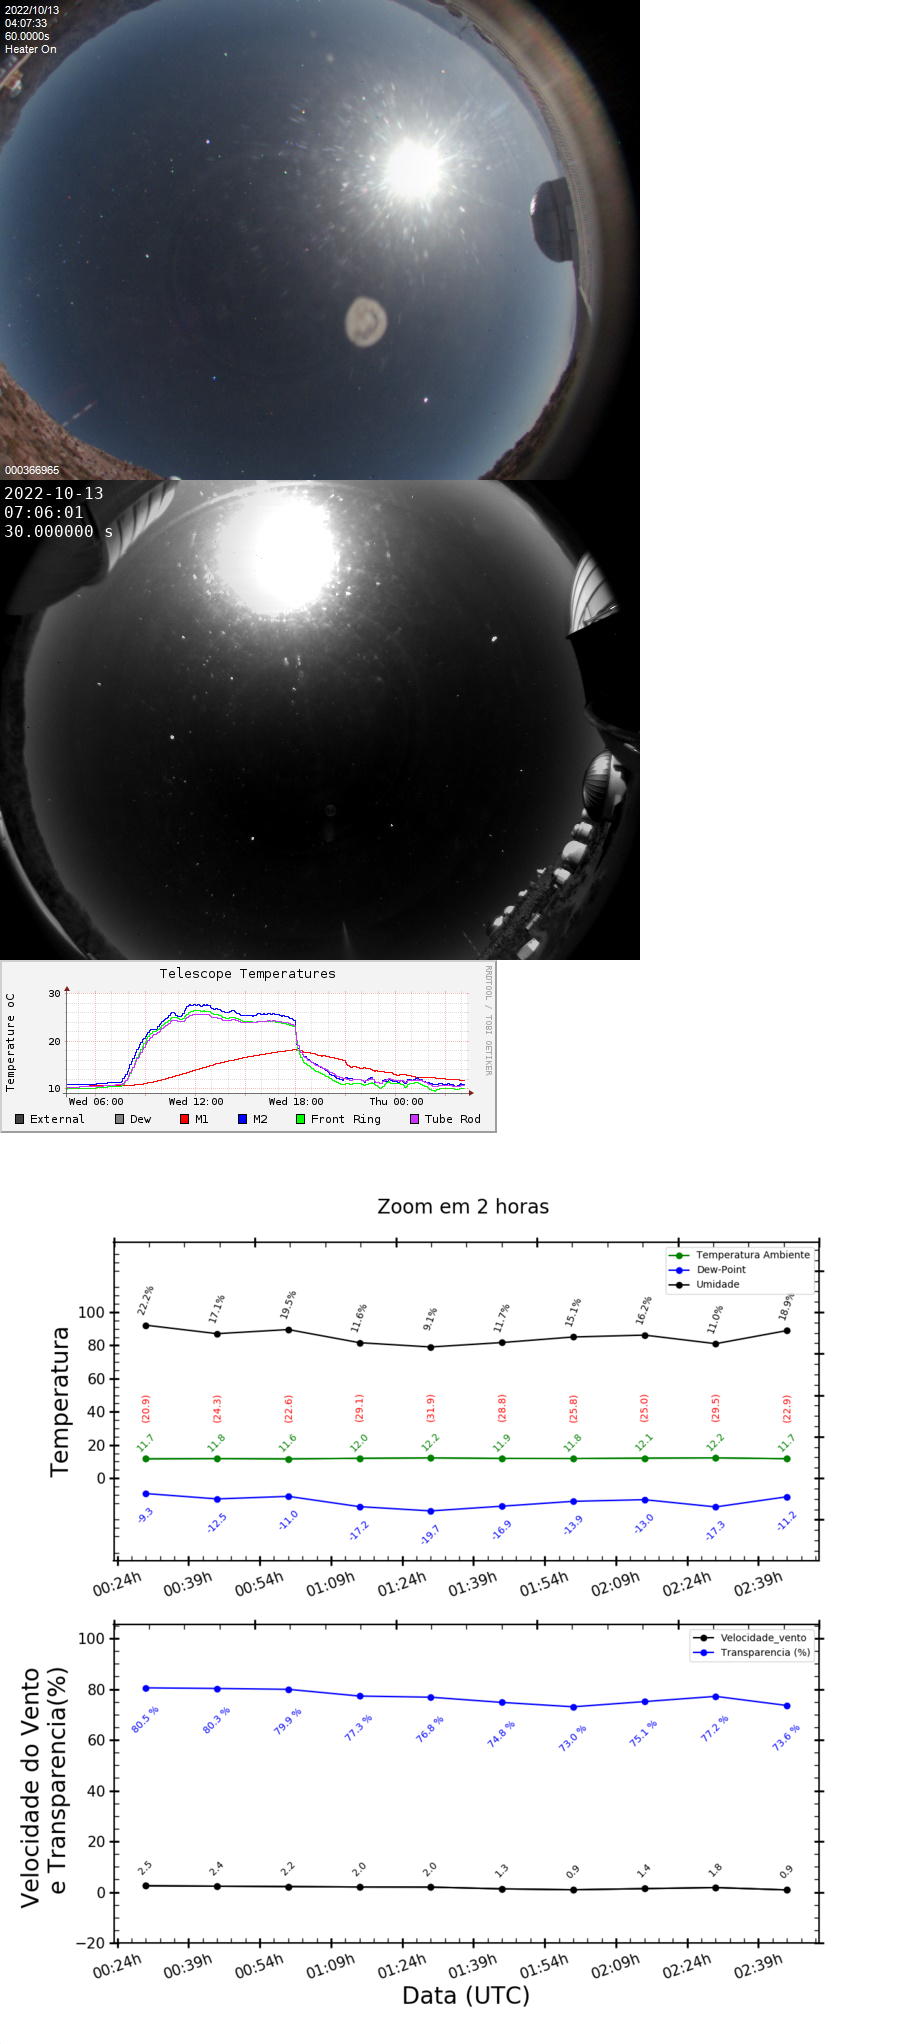 2022/10/13
04:07:33
60.0000s
Heater On
000366965
2022-10-13
07:06:01
30.000000 s
Telescope Temperatures
RRDTOOL / TOBI OETIKER
Temperature oC
30
20
10
Wed 06:00 Wed 12:00 Wed 18:00 Thu 00:00
External Dew M1 M2 Front Ring Tube Rod
Zoom em 2 horas
Temperatura Ambiente
Dew-Point
Umidade
Temperatura
100
80
60
40
20
0
22.2% 17.1% 19.5% 11.6% 9.1% 11.7% 15.1% 16.2% 11.0% 18.9%
(20.9) (24.3) (22.6) (29.1) (31.9) (28.8) (25.8) (25.0) (29.5) (22.9)
11.7 11.8 11.6 12.0 12.2 11.9 11.8 12.1 12.2 11.7
-9.3 -12.5 -11.0 -17.2 -19.7 -16.9 -13.9 -13.0 -17.3 -11.2
00:24h 00:39h 00:54h 01:09h 01:24h 01:39h 01:54h 02:09h 02:24h 02:39h
Velocidade_vento
Transparencia (%)
Velocidade do Vento
e Transparencia(%)
100
80
60
40
20
0
−20
80.5 % 80.3 % 79.9 % 77.3 % 76.8 % 74.8 % 73.0 % 75.1 % 77.2 % 73.6 %
2.5 2.4 2.2 2.0 2.0 1.3 0.9 1.4 1.8 0.9
00:24h 00:39h 00:54h 01:09h 01:24h 01:39h 01:54h 02:09h 02:24h 02:39h
Data (UTC)